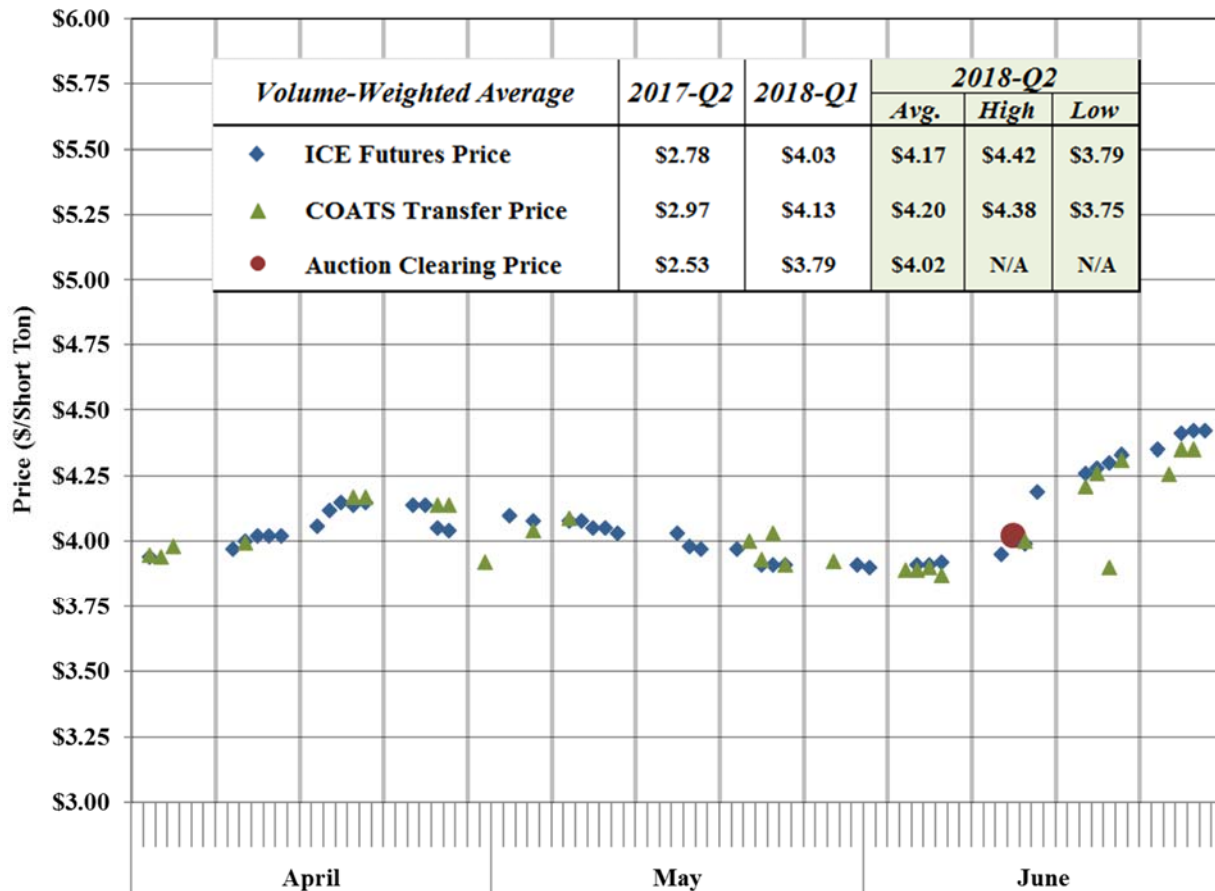 $6.00
$5.75
$5.50
$5.25
$5.00
$4.75
$4.50
$4.25
$4.00
$3.75
$3.50
$3.25
$3.00
Price ($/Short Ton)
Volume-Weighted Average 2017-Q2 2018-Q1 2018-Q2
Avg. High Low
ICE Futures Price $2.78 $4.03 $4.17 $4.42 $3.79
COATS Transfer Price $2.97 $4.13 $4.20 $4.38 $3.75
Auction Clearing Price $2.53 $3.79 $4.02 N/A N/A
April May June